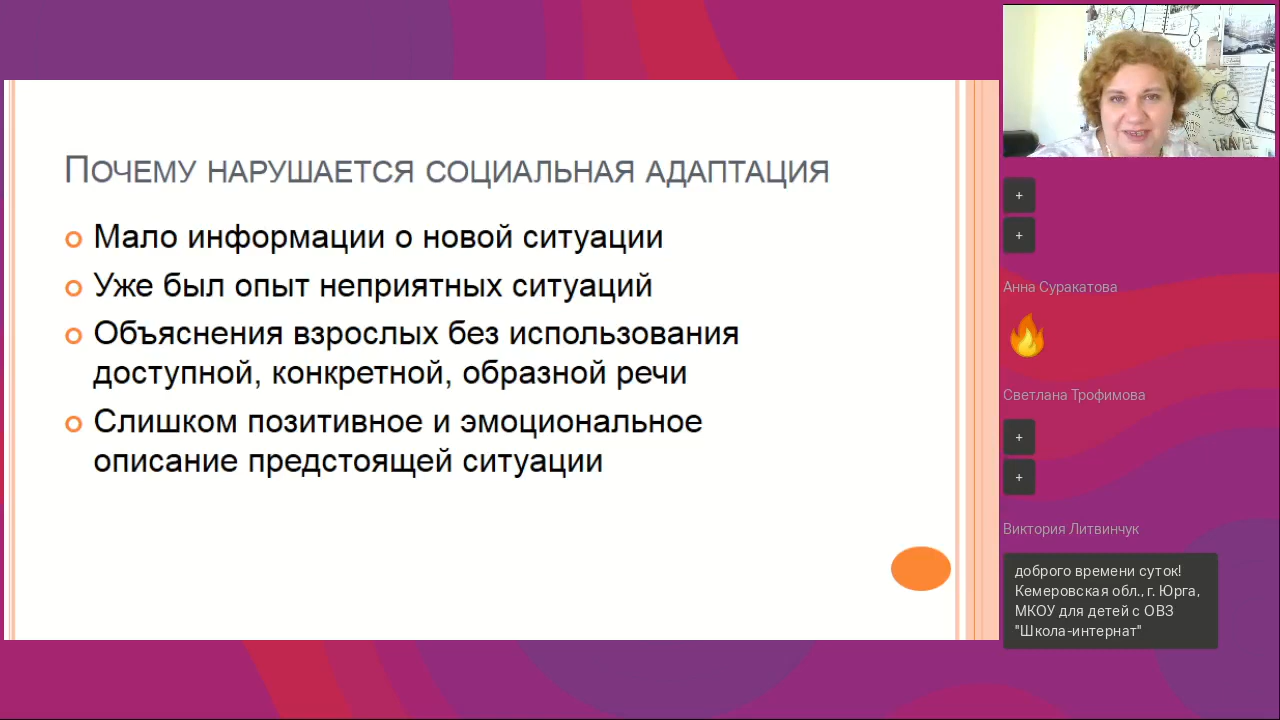 ПОЧЕМУ НАРУШАЕТСЯ СОЦИАЛЬНАЯ АДАПТАЦИЯ
Мало информации о новой ситуации
Уже был опыт неприятных ситуаций
Объяснения взрослых без использования
доступной, конкретной, образной речи
Слишком позитивное и эмоциональное
описание предстоящей ситуации
TRAVEL
+
+
Анна Суракатова
Светлана Трофимова
+
+
Виктория Литвинчук
доброго времени суток!
Кемеровская обл., г. Юрга,
МКОУ для детей с ОВЗ
"Школа-интернат"